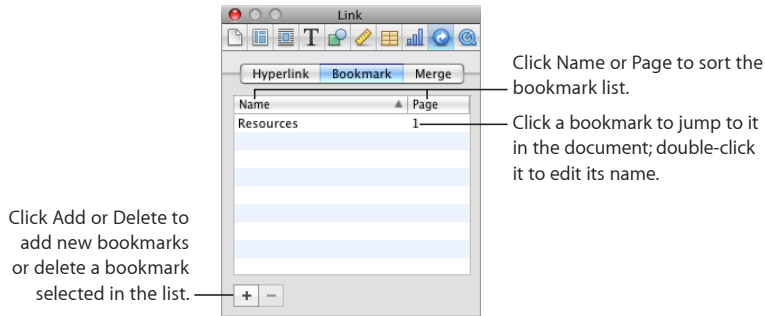 Link
T
Hyperlink Bookmark Merge
Name Page
Resources 1
Click Name or Page to sort the
bookmark list.
Click a bookmark to jump to it
in the document; double-click
it to edit its name.
Click Add or Delete to
add new bookmarks
or delete a bookmark
selected in the list.